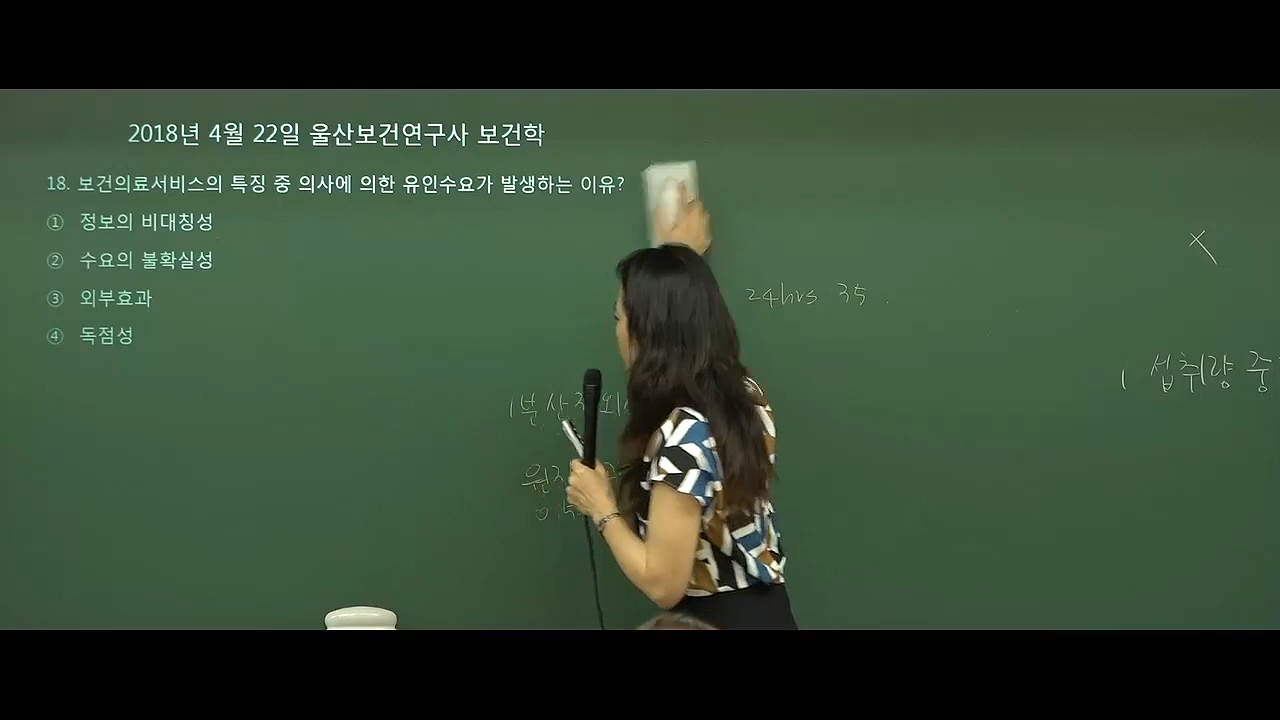 2018년 4월 22일 울산보건연구사 보건학
18. 보건의료서비스의 특징 중 의사에 의한 유인수요가 발생하는 이유?
① 정보의 비대칭성
② 수요의 불확실성
③ 외부효과
④ 독점성
24hrs 35
1 섭취량 중